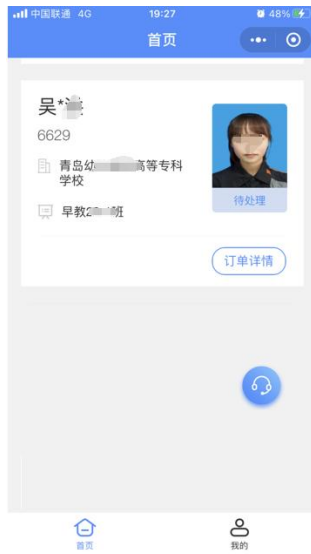 中国联通 4G 19:27 48%
首页
吴*
6629
青岛幼 高等专科
学校
早教2 班
待处理
订单详情
首页 我的